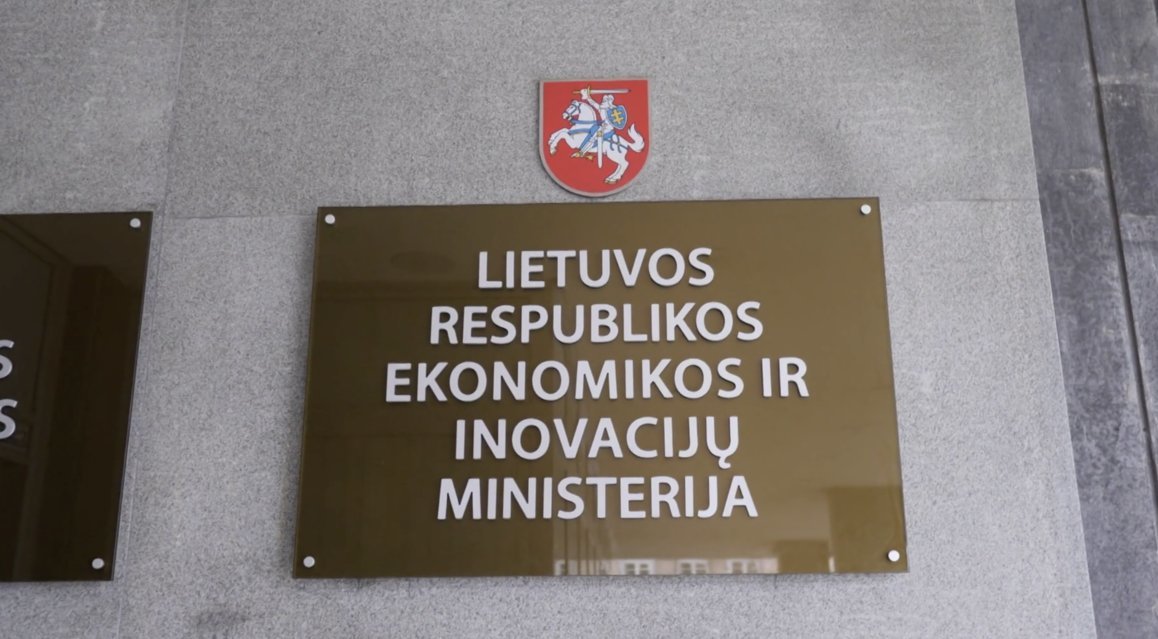 LIETUVOS
RESPUBLIKOS
EKONOMIKOS IR
INOVACIJŲ
MINISTERIJA